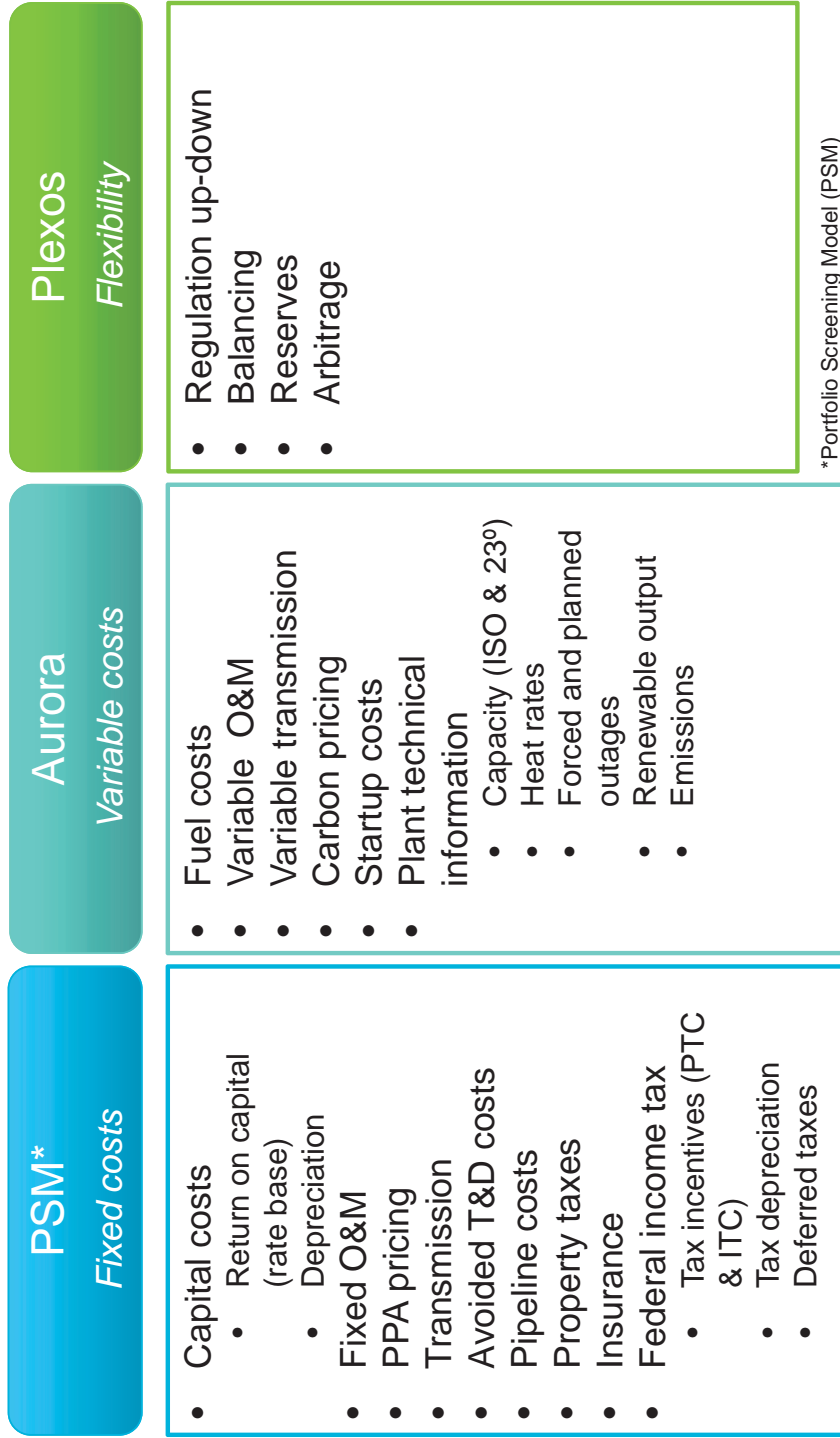 PSM*
Fixed costs
• Capital costs
• Return on capital
(rate base)
• Depreciation
• Fixed O&M
• PPA pricing
• Transmission
• Avoided T&D costs
• Pipeline costs
• Property taxes
• Insurance
• Federal income tax
• Tax incentives (PTC
& ITC)
• Tax depreciation
• Deferred taxes
Aurora
Variable costs
• Fuel costs
• Variable O&M
• Variable transmission
• Carbon pricing
• Startup costs
• Plant technical
information
• Capacity (ISO & 23º)
• Heat rates
• Forced and planned
outages
• Renewable output
• Emissions
Plexos
Flexibility
• Regulation up-down
• Balancing
• Reserves
• Arbitrage
*Portfolio Screening Model (PSM)